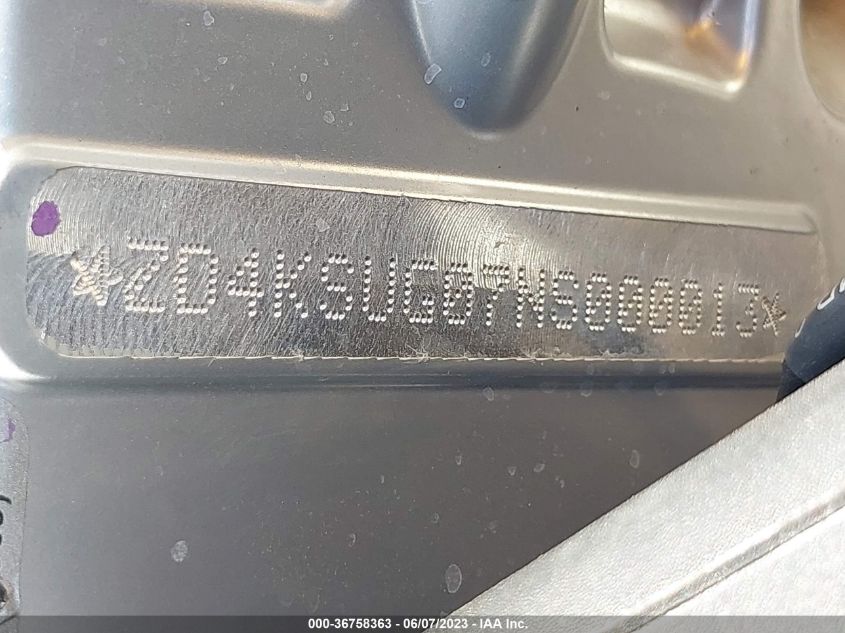 *ZD4KSUG07NS000013*
000-36758363 - 06/07/2023 - IAA Inc.